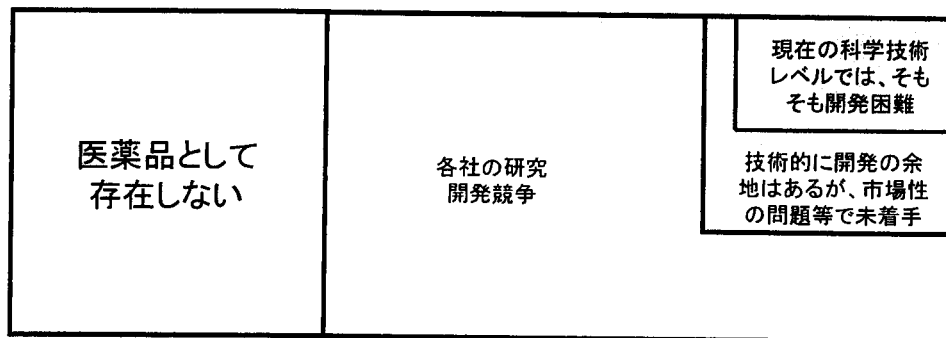 医薬品として
存在しない
各社の研究
開発競争
現在の科学技術
レベルでは、そも
そも開発困難
技術的に開発の余
地はあるが、市場性
の問題等で未着手